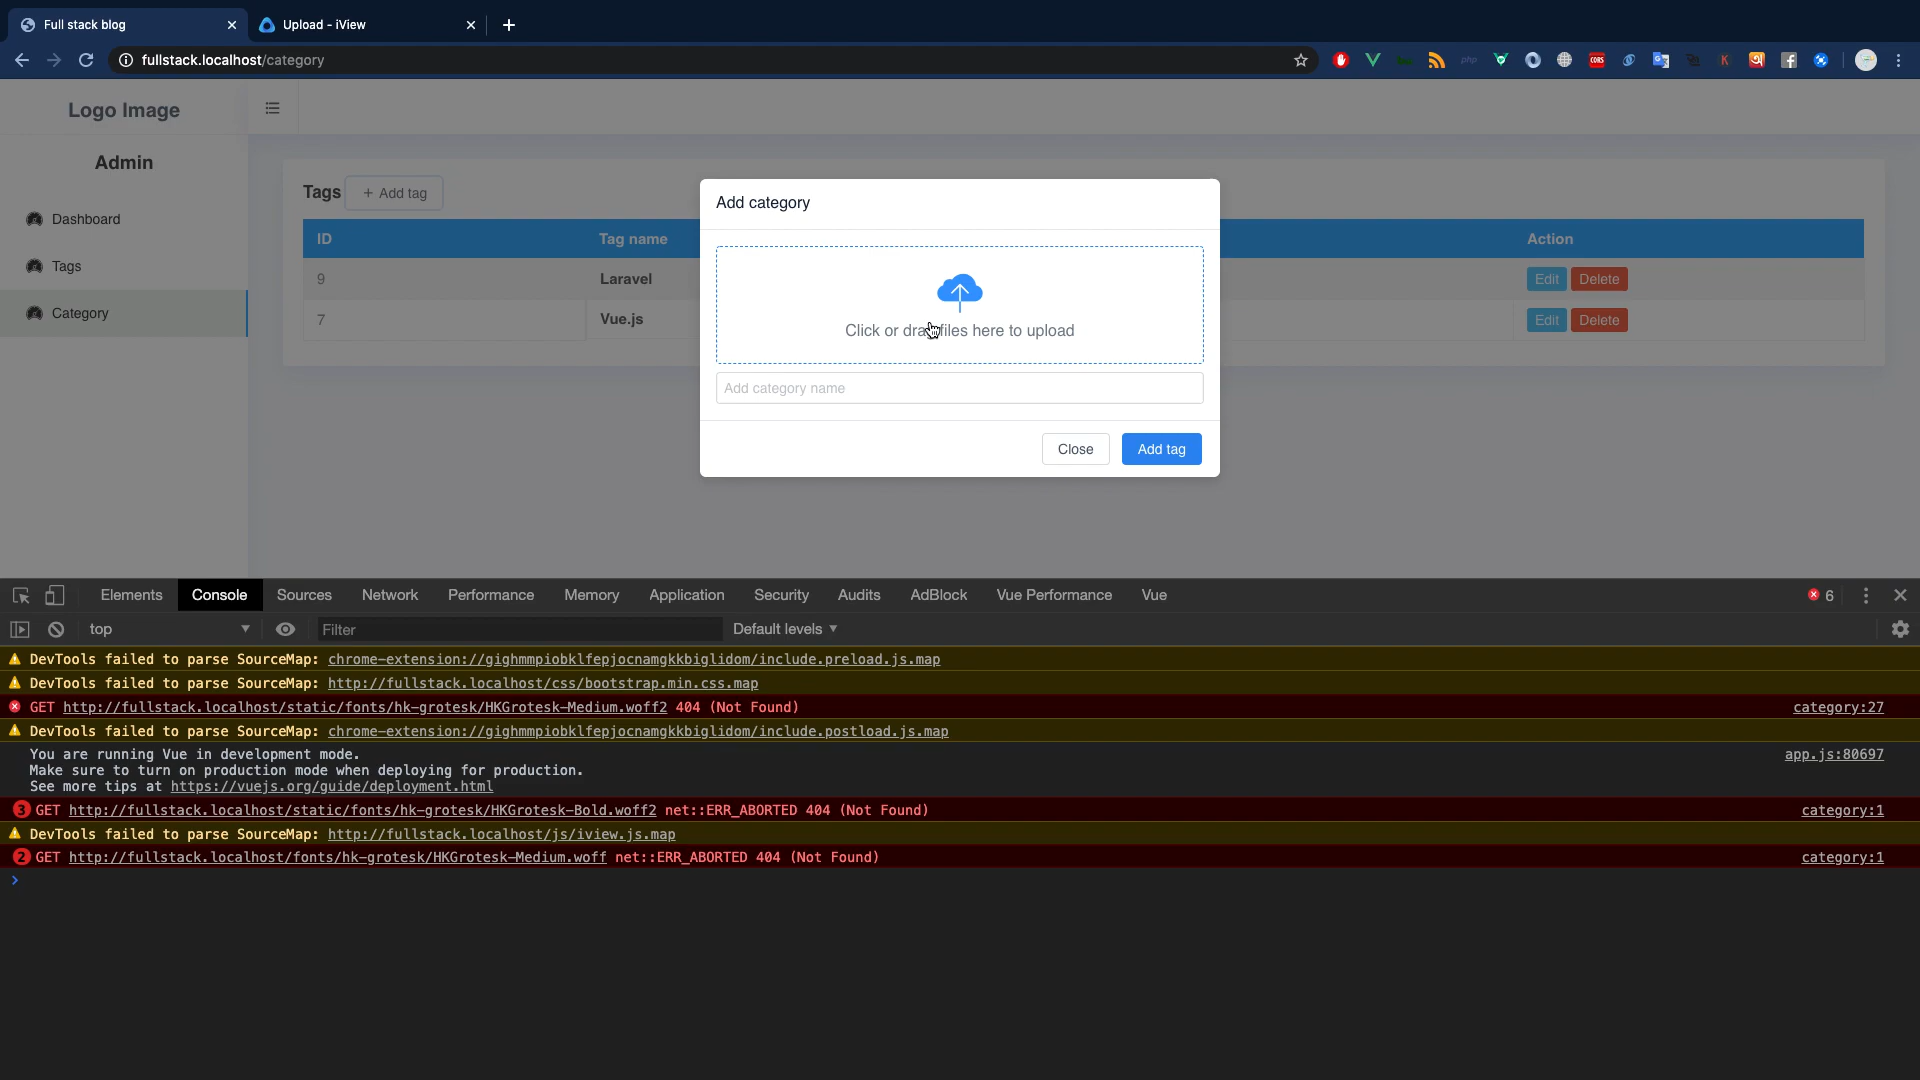 Full stack blog
Upload - iView
fullstack.localhost/category
php
CORS
K
Logo Image
Admin
Dashboard
Tags
Category
Tags
+ Add tag
ID
Tag name
Action
9
Laravel
Edit
Delete
7
Vue.js
Edit
Delete
Add category
Click or drag files here to upload
Add category name
Close
Add tag
Elements
Console
Sources
Network
Performance
Memory
Application
Security
Audits
AdBlock
Vue Performance
Vue
6
top
Filter
Default levels
DevTools failed to parse SourceMap: chrome-extension://gighmmpiobklfepjocnamgkkbiglidom/include.preload.js.map
DevTools failed to parse SourceMap: http://fullstack.localhost/css/bootstrap.min.css.map
GET http://fullstack.localhost/static/fonts/hk-grotesk/HKGrotesk-Medium.woff2 404 (Not Found)
category:27
DevTools failed to parse SourceMap: chrome-extension://gighmmpiobklfepjocnamgkkbiglidom/include.postload.js.map
You are running Vue in development mode.
app.js:80697
Make sure to turn on production mode when deploying for production.
See more tips at https://vuejs.org/guide/deployment.html
3 GET http://fullstack.localhost/static/fonts/hk-grotesk/HKGrotesk-Bold.woff2 net::ERR_ABORTED 404 (Not Found)
category:1
DevTools failed to parse SourceMap: http://fullstack.localhost/js/iview.js.map
2 GET http://fullstack.localhost/fonts/hk-grotesk/HKGrotesk-Medium.woff net::ERR_ABORTED 404 (Not Found)
category:1